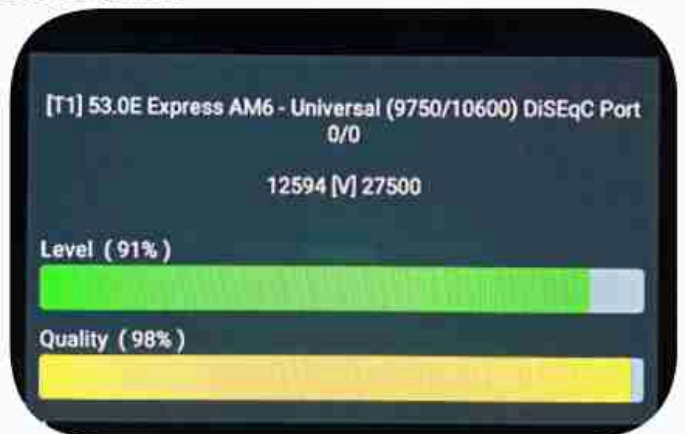 [T1] 53.0E Express AM6 - Universal (9750/10600) DiSEqC Port
0/0
12594 [V] 27500
Level ( 91% )
Quality ( 98% )